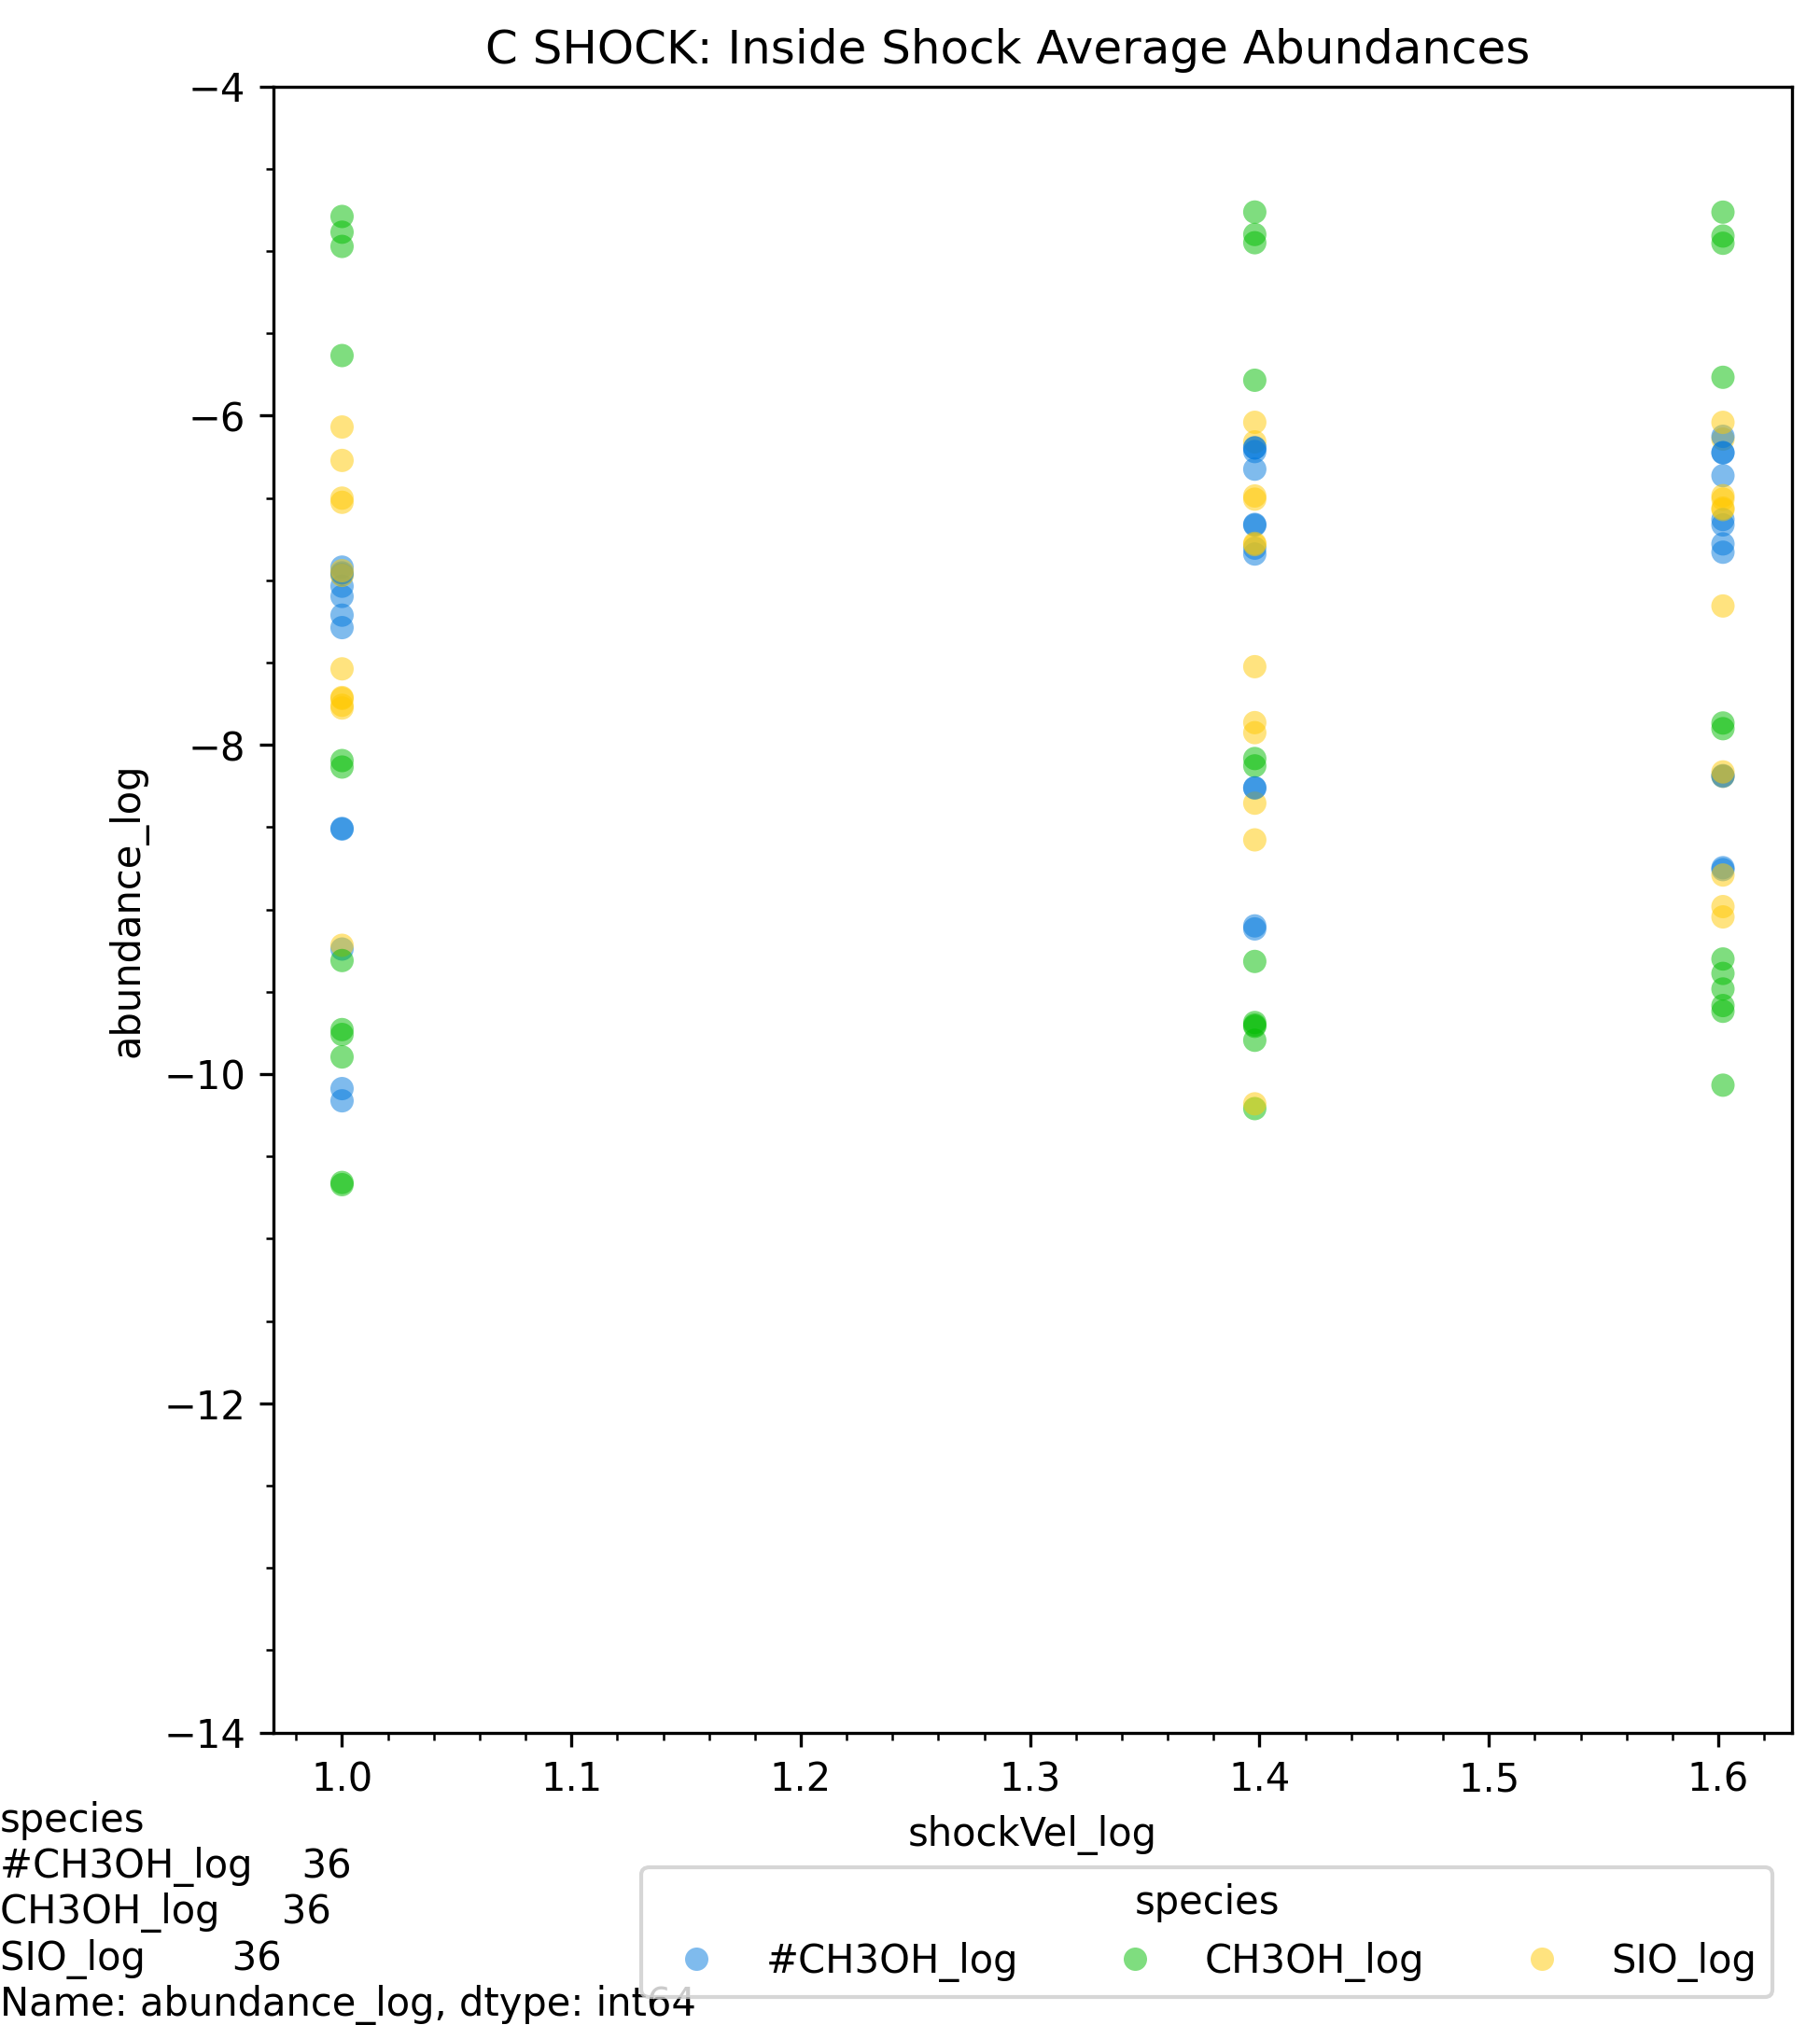 C SHOCK: Inside Shock Average Abundances
−4
−6
−8
−10
−12
−14
abundance_log
1.0 1.1 1.2 1.3 1.4 1.5 1.6
shockVel_log
species
#CH3OH_log 36
CH3OH_log 36
SIO_log 36
Name: abundance_log, dtype: int64
species
#CH3OH_log CH3OH_log SIO_log